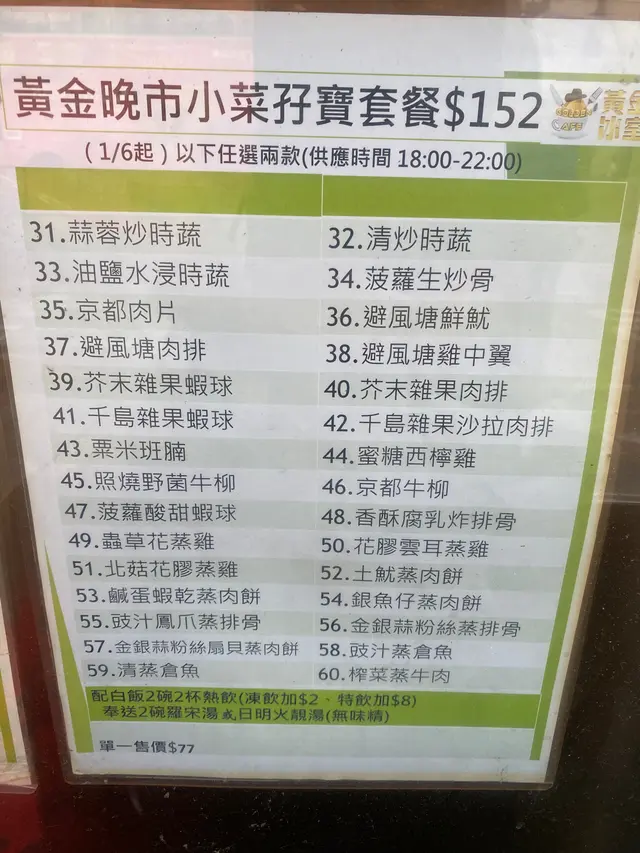 黃金晚市小菜孖寶套餐$152
黃金
冰室
CAFE
(1/6起)以下任選兩款(供應時間 18:00-22:00)
31.蒜蓉炒時蔬
32.清炒時蔬
33.油鹽水浸時蔬
34.菠蘿生炒骨
35.京都肉片
36.避風塘鮮魷
37.避風塘肉排
38.避風塘雞中翼
39.芥末雜果蝦球
40.芥末雜果肉排
41.千島雜果蝦球
42.千島雜果沙拉肉排
43.粟米班腩
44.蜜糖西檸雞
45.照燒野菌牛柳
46.京都牛柳
47.菠蘿酸甜蝦球
48.香酥腐乳炸排骨
49.蟲草花蒸雞
50.花膠雲耳蒸雞
51.北菇花膠蒸雞
52.土魷蒸肉餅
53.鹹蛋蝦乾蒸肉餅
54.銀魚仔蒸肉餅
55.豉汁鳳爪蒸排骨
56.金銀蒜粉絲蒸排骨
57.金銀蒜粉絲扇貝蒸肉餅
58.豉汁蒸倉魚
59.清蒸倉魚
60.榨菜蒸牛肉
配白飯2碗2杯熱飲(凍飲加$2、特飲加$8)
奉送2碗羅宋湯或日明火靚湯(無味精)
單一售價$77